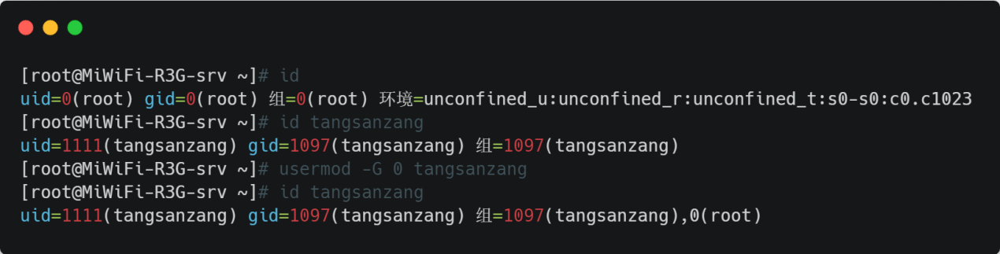 [root@MiWiFi-R3G-srv ~]# id
uid=0(root) gid=0(root) 组=0(root) 环境=unconfined_u:unconfined_r:unconfined_t:s0-s0:c0.c1023
[root@MiWiFi-R3G-srv ~]# id tangsanzang
uid=1111(tangsanzang) gid=1097(tangsanzang) 组=1097(tangsanzang)
[root@MiWiFi-R3G-srv ~]# usermod -G 0 tangsanzang
[root@MiWiFi-R3G-srv ~]# id tangsanzang
uid=1111(tangsanzang) gid=1097(tangsanzang) 组=1097(tangsanzang),0(root)